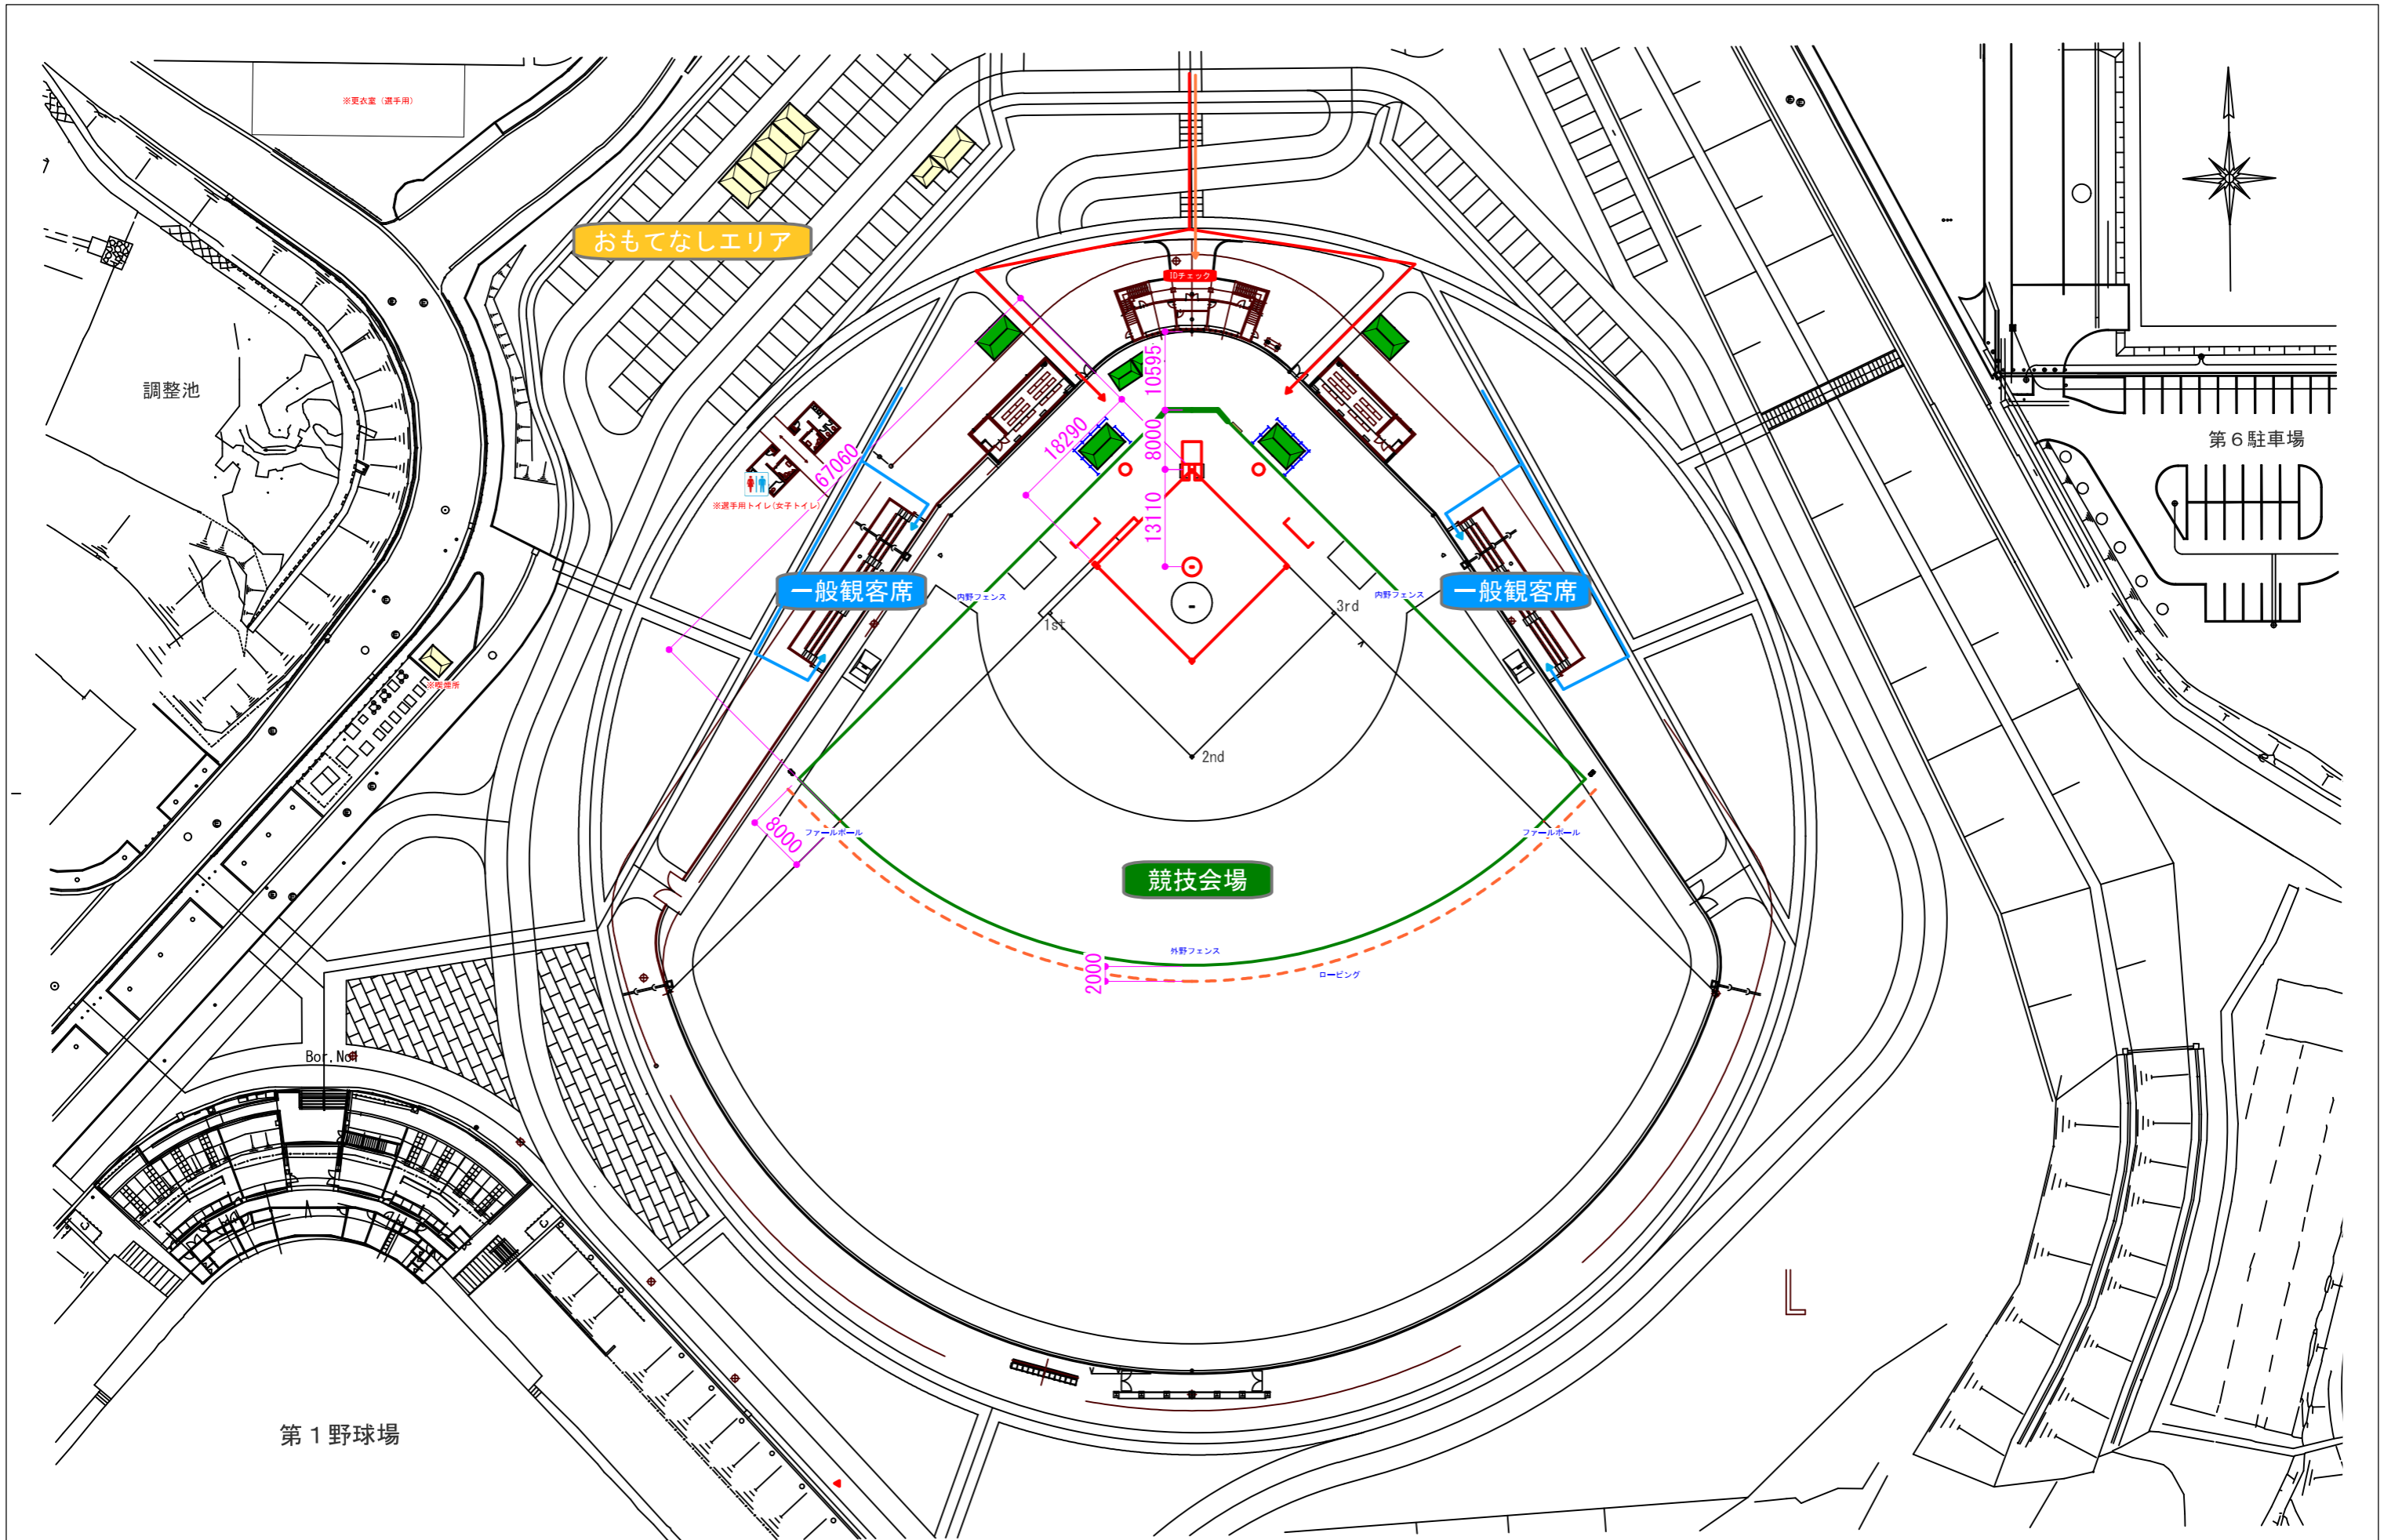 ※更衣室（選手用）
おもてなしエリア
IDチェック
調整池
10595
18290
8000
67060
13110
第６駐車場
※選手用トイレ(女子トイレ)
一般観客席
一般観客席
内野フェンス
内野フェンス
1st
3rd
※喫煙所
2nd
8000
ファールポール
ファールポール
競技会場
外野フェンス
2000
ロービング
Bor.No1
第１野球場